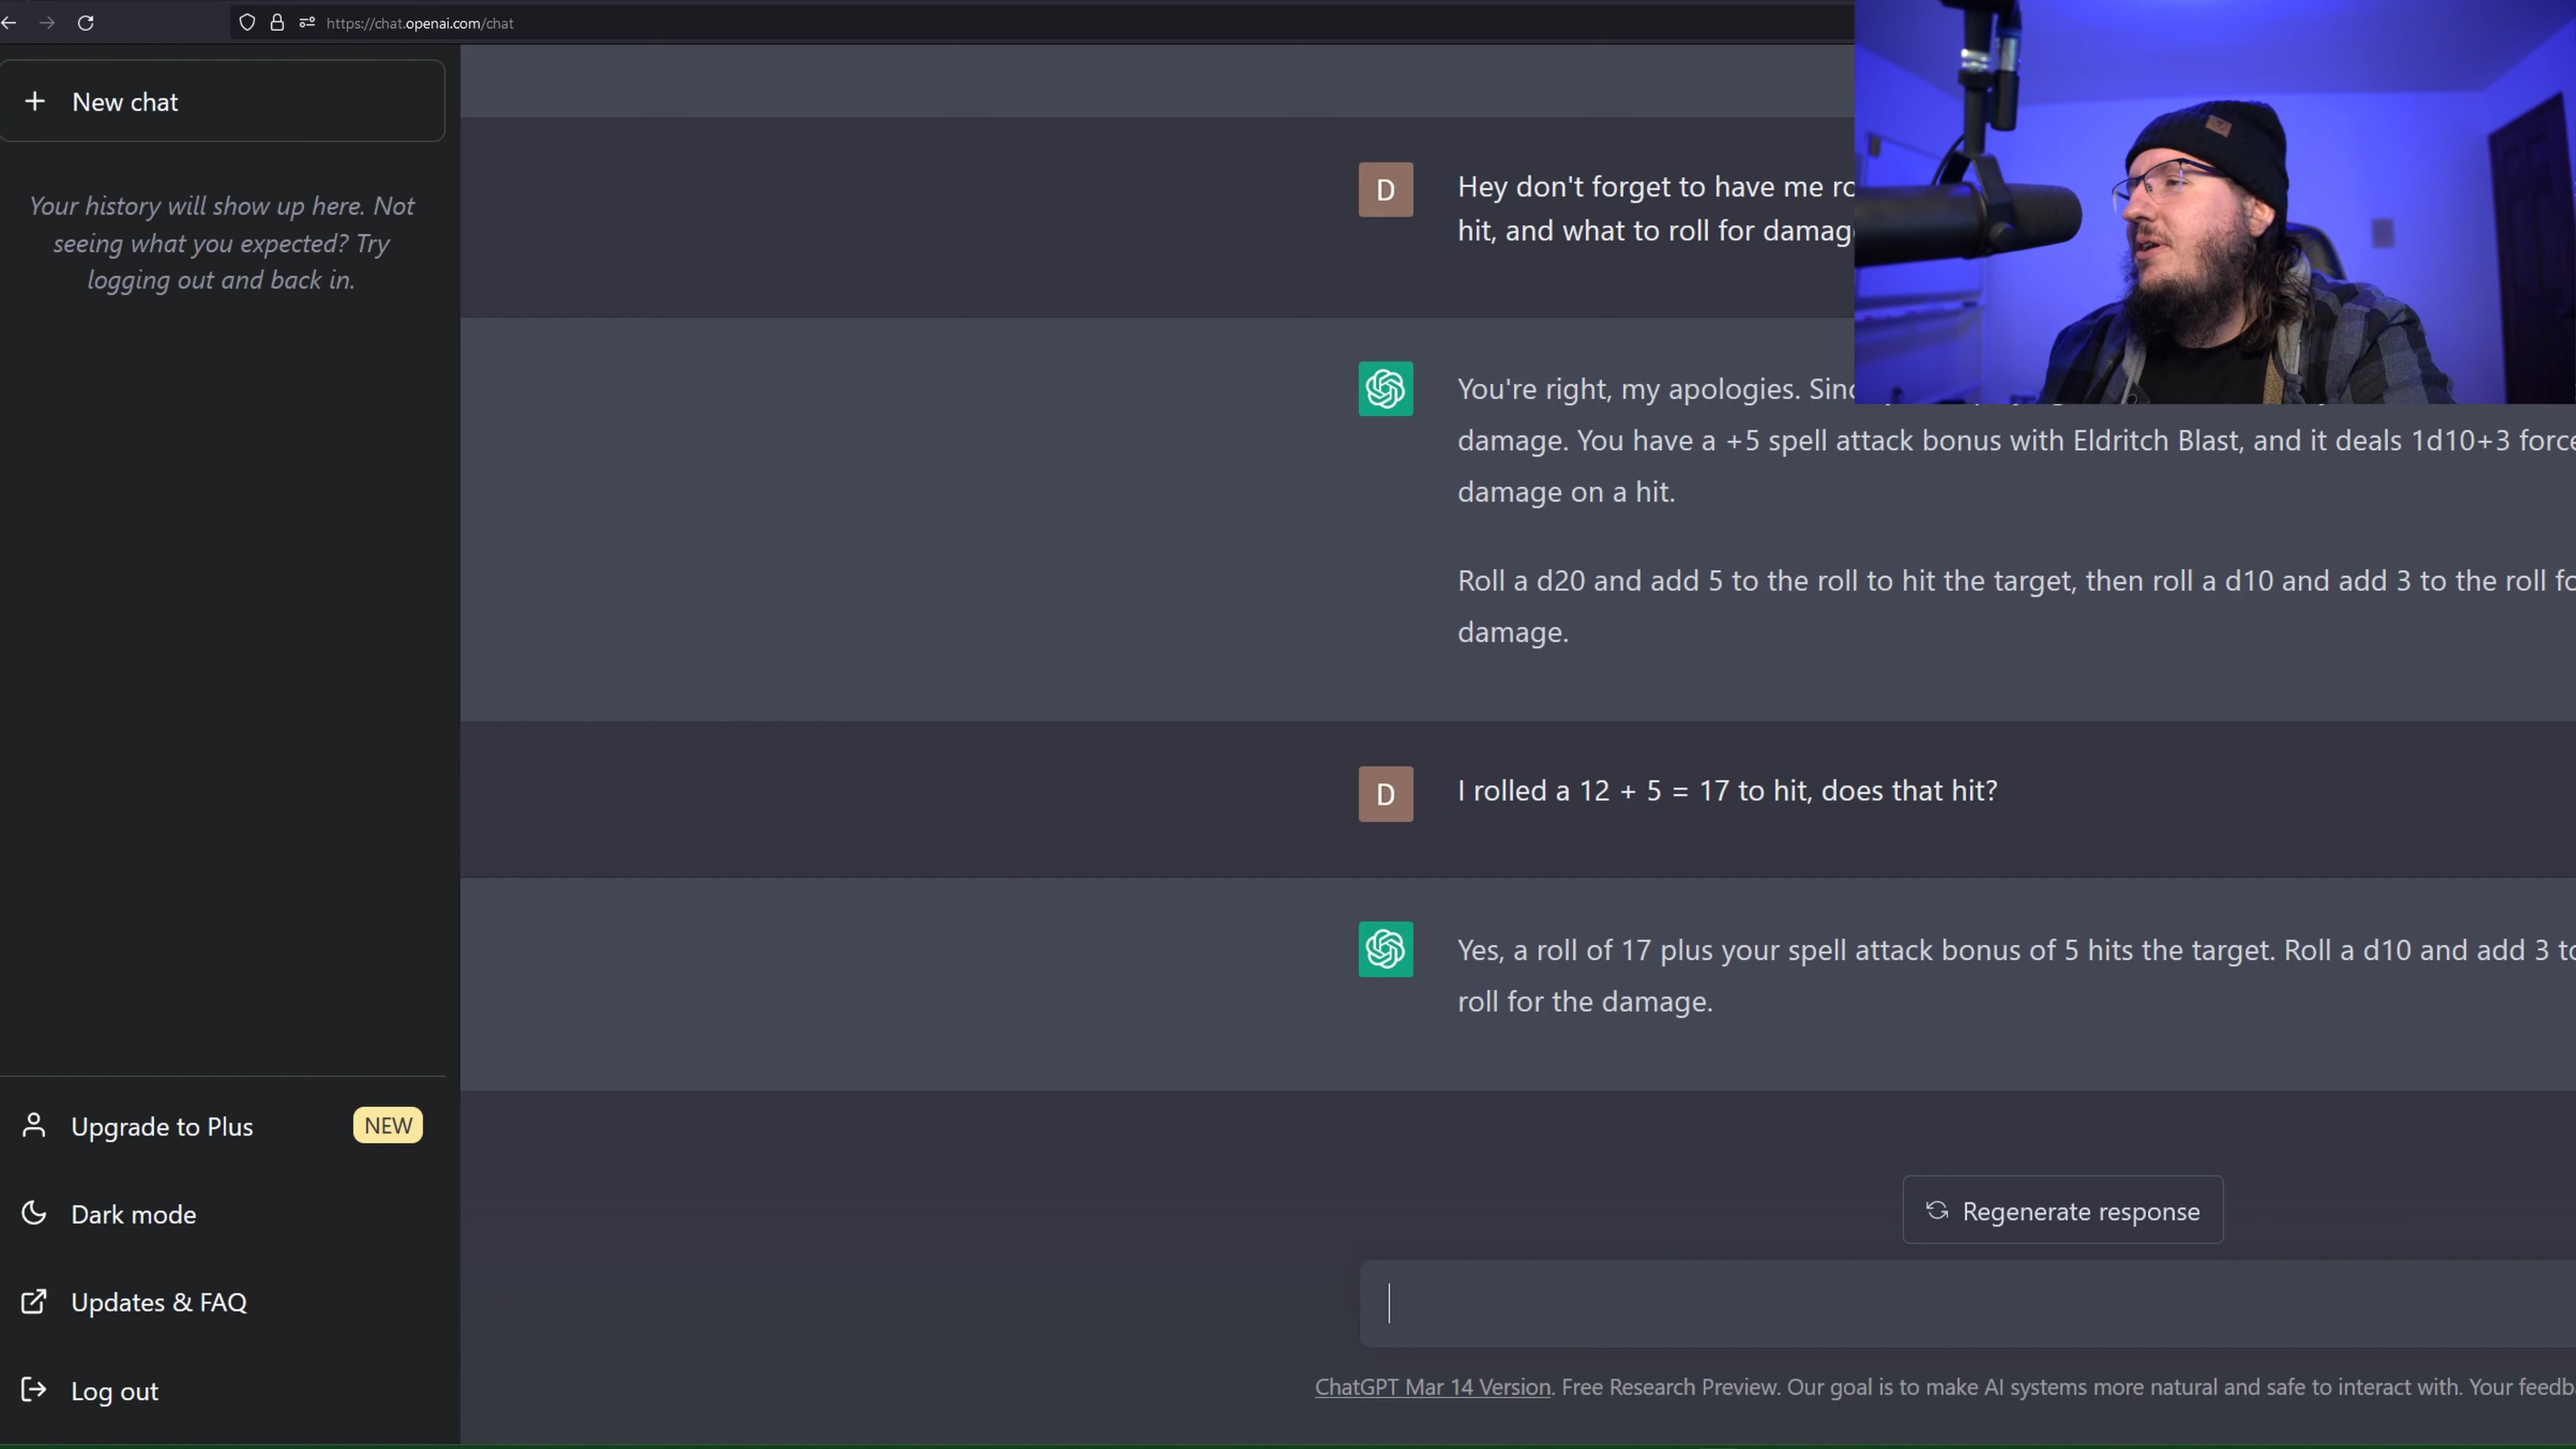 https://chat.openai.com/chat
New chat
Your history will show up here. Not
seeing what you expected? Try
logging out and back in.
Upgrade to Plus
NEW
Dark mode
Updates & FAQ
Log out
D
Hey don't forget to have me
hit, and what to roll for
You're right, my apologies.
damage. You have a +5 spell attack bonus with Eldritch Blast, and it deals 1d10+3
damage on a hit.
Roll a d20 and add 5 to the roll to hit the target, then roll a d10 and add 3 to the roll
damage.
D
I rolled a 12 + 5 = 17 to hit, does that hit?
Yes, a roll of 17 plus your spell attack bonus of 5 hits the target. Roll a d10 and add 3
roll for the damage.
Regenerate response
ChatGPT Mar 14 Version. Free Research Preview. Our goal is to make AI systems more natural and safe to interact with. Your